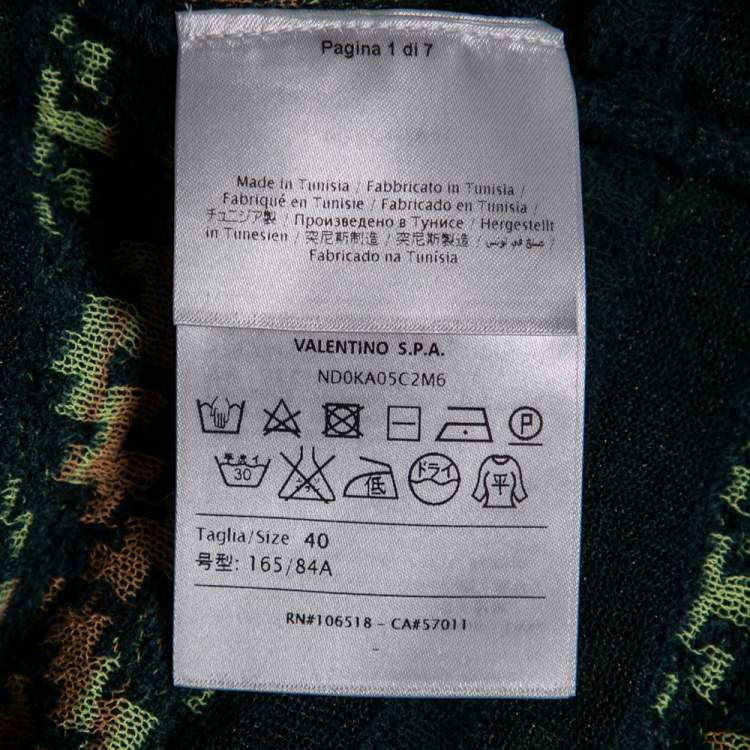 Pagina 1 di 7
Made in Tunisia / Fabbricato in Tunisia /
Fabriqué en Tunisie / Fabricado en Tunisia /
チュニジア製 / Произведено в Тунисе / Hergestellt
in Tunesien / 突尼斯制造 / 突尼斯製造 / صنع في تونس /
Fabricado na Tunísia
VALENTINO S.P.A.
ND0KA05C2M6
P
手洗イ 30 低 ドライ 平
Taglia/Size 40
号型: 165/84A
RN#106518 - CA#57011
-